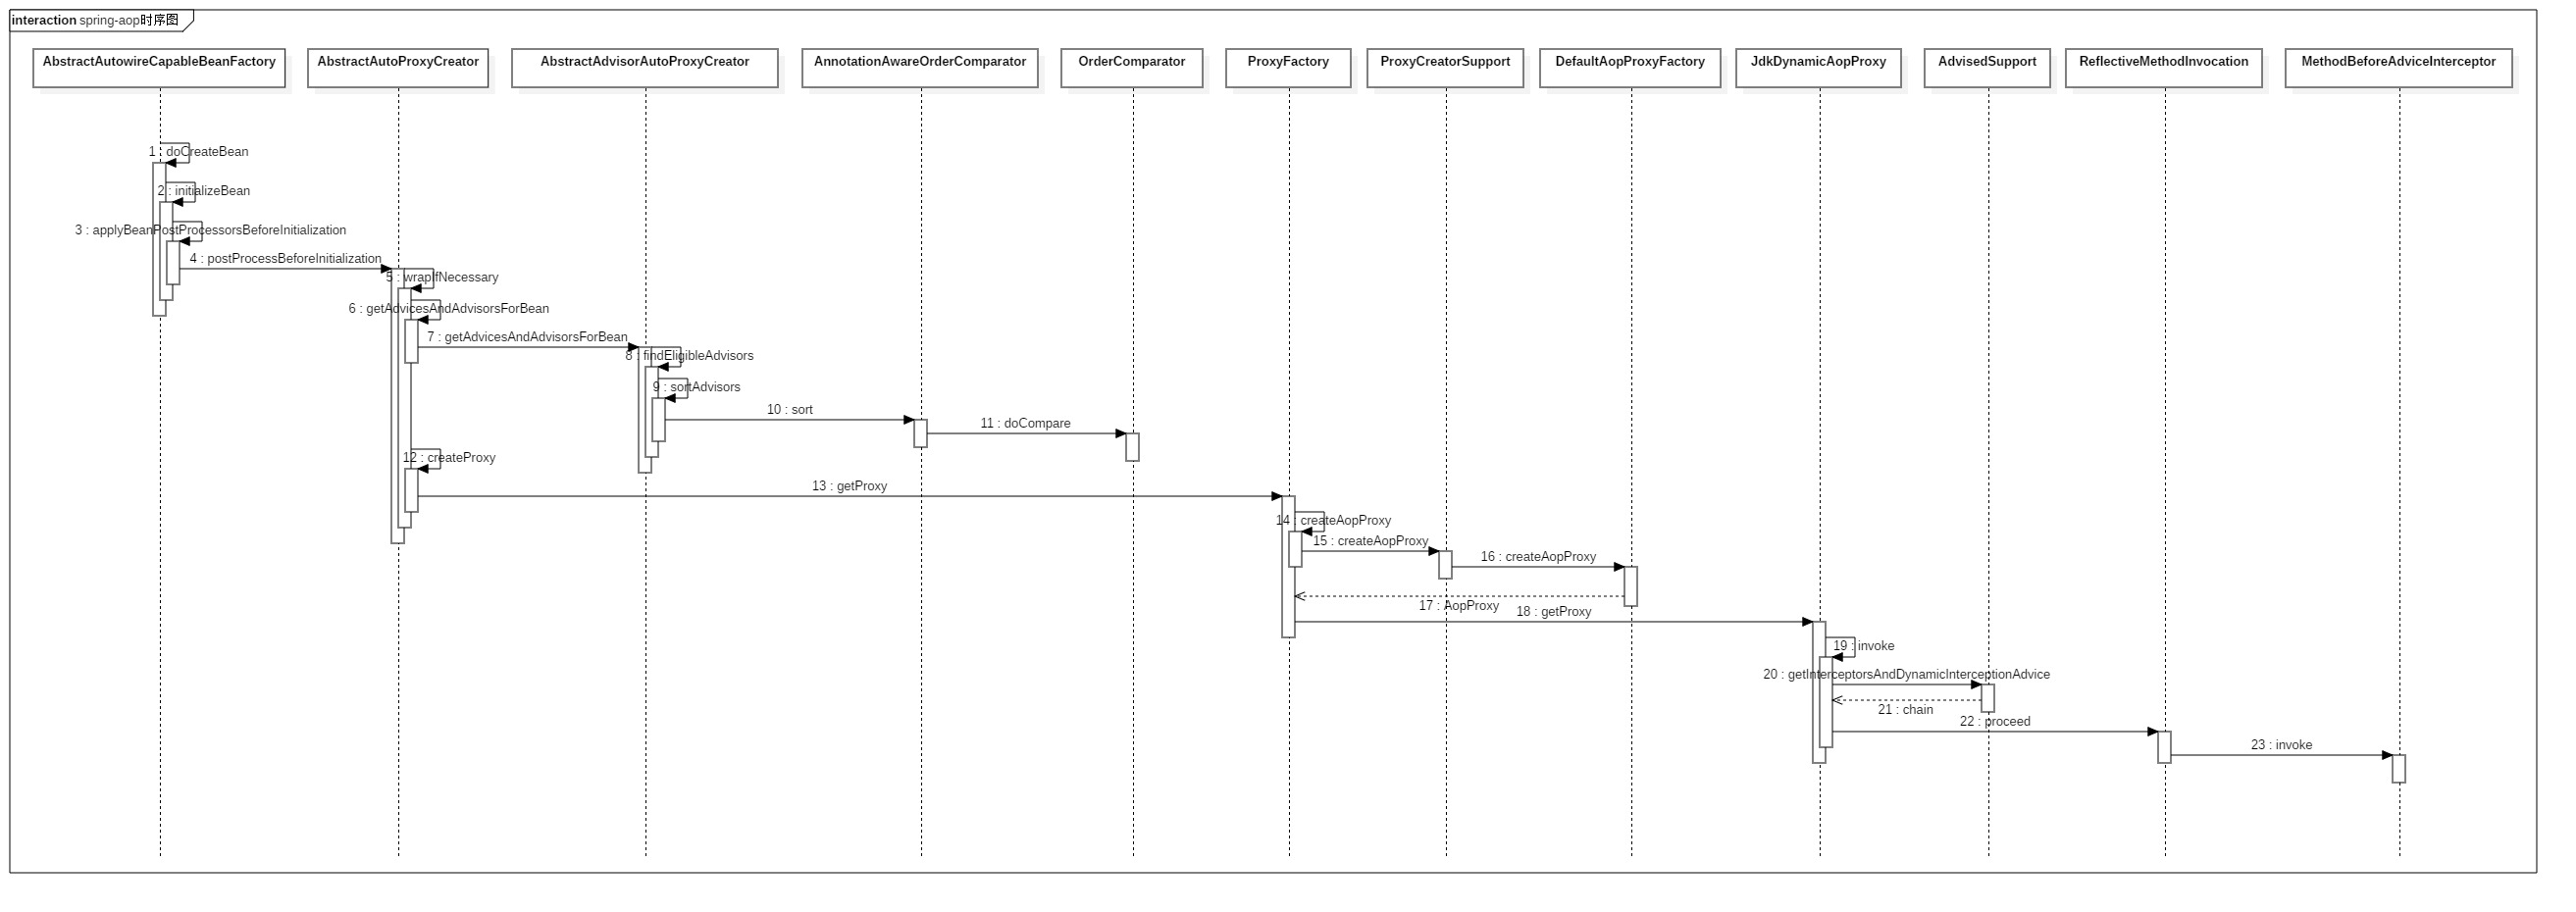 interaction spring-aop时序图
AbstractAutowireCapableBeanFactory
AbstractAutoProxyCreator
AbstractAdvisorAutoProxyCreator
AnnotationAwareOrderComparator
OrderComparator
ProxyFactory
ProxyCreatorSupport
DefaultAopProxyFactory
JdkDynamicAopProxy
AdvisedSupport
ReflectiveMethodInvocation
MethodBeforeAdviceInterceptor
1 : doCreateBean
2 : initializeBean
3 : applyBeanPostProcessorsBeforeInitialization
4 : postProcessBeforeInitialization
5 : wrapIfNecessary
6 : getAdvicesAndAdvisorsForBean
7 : getAdvicesAndAdvisorsForBean
8 : findEligibleAdvisors
9 : sortAdvisors
10 : sort
11 : doCompare
12 : createProxy
13 : getProxy
14 : createAopProxy
15 : createAopProxy
16 : createAopProxy
17 : AopProxy
18 : getProxy
19 : invoke
20 : getInterceptorsAndDynamicInterceptionAdvice
21 : chain
22 : proceed
23 : invoke